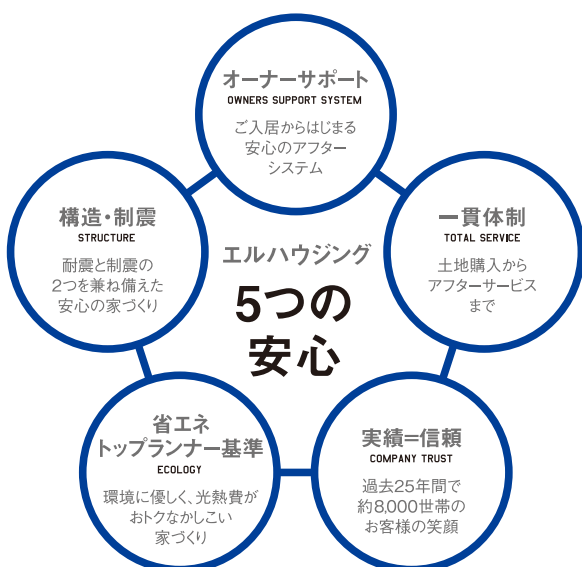 オーナーサポート
OWNERS SUPPORT SYSTEM
ご入居からはじまる
安心のアフター
システム
一貫体制
TOTAL SERVICE
土地購入から
アフターサービス
まで
構造・制震
STRUCTURE
耐震と制震の
2つを兼ね備えた
安心の家づくり
エルハウジング
5つの
安心
省エネ
トップランナー基準
ECOLOGY
環境に優しく、光熱費が
おトクなかしこい
家づくり
実績=信頼
COMPANY TRUST
過去25年間で
約8,000世帯の
お客様の笑顔